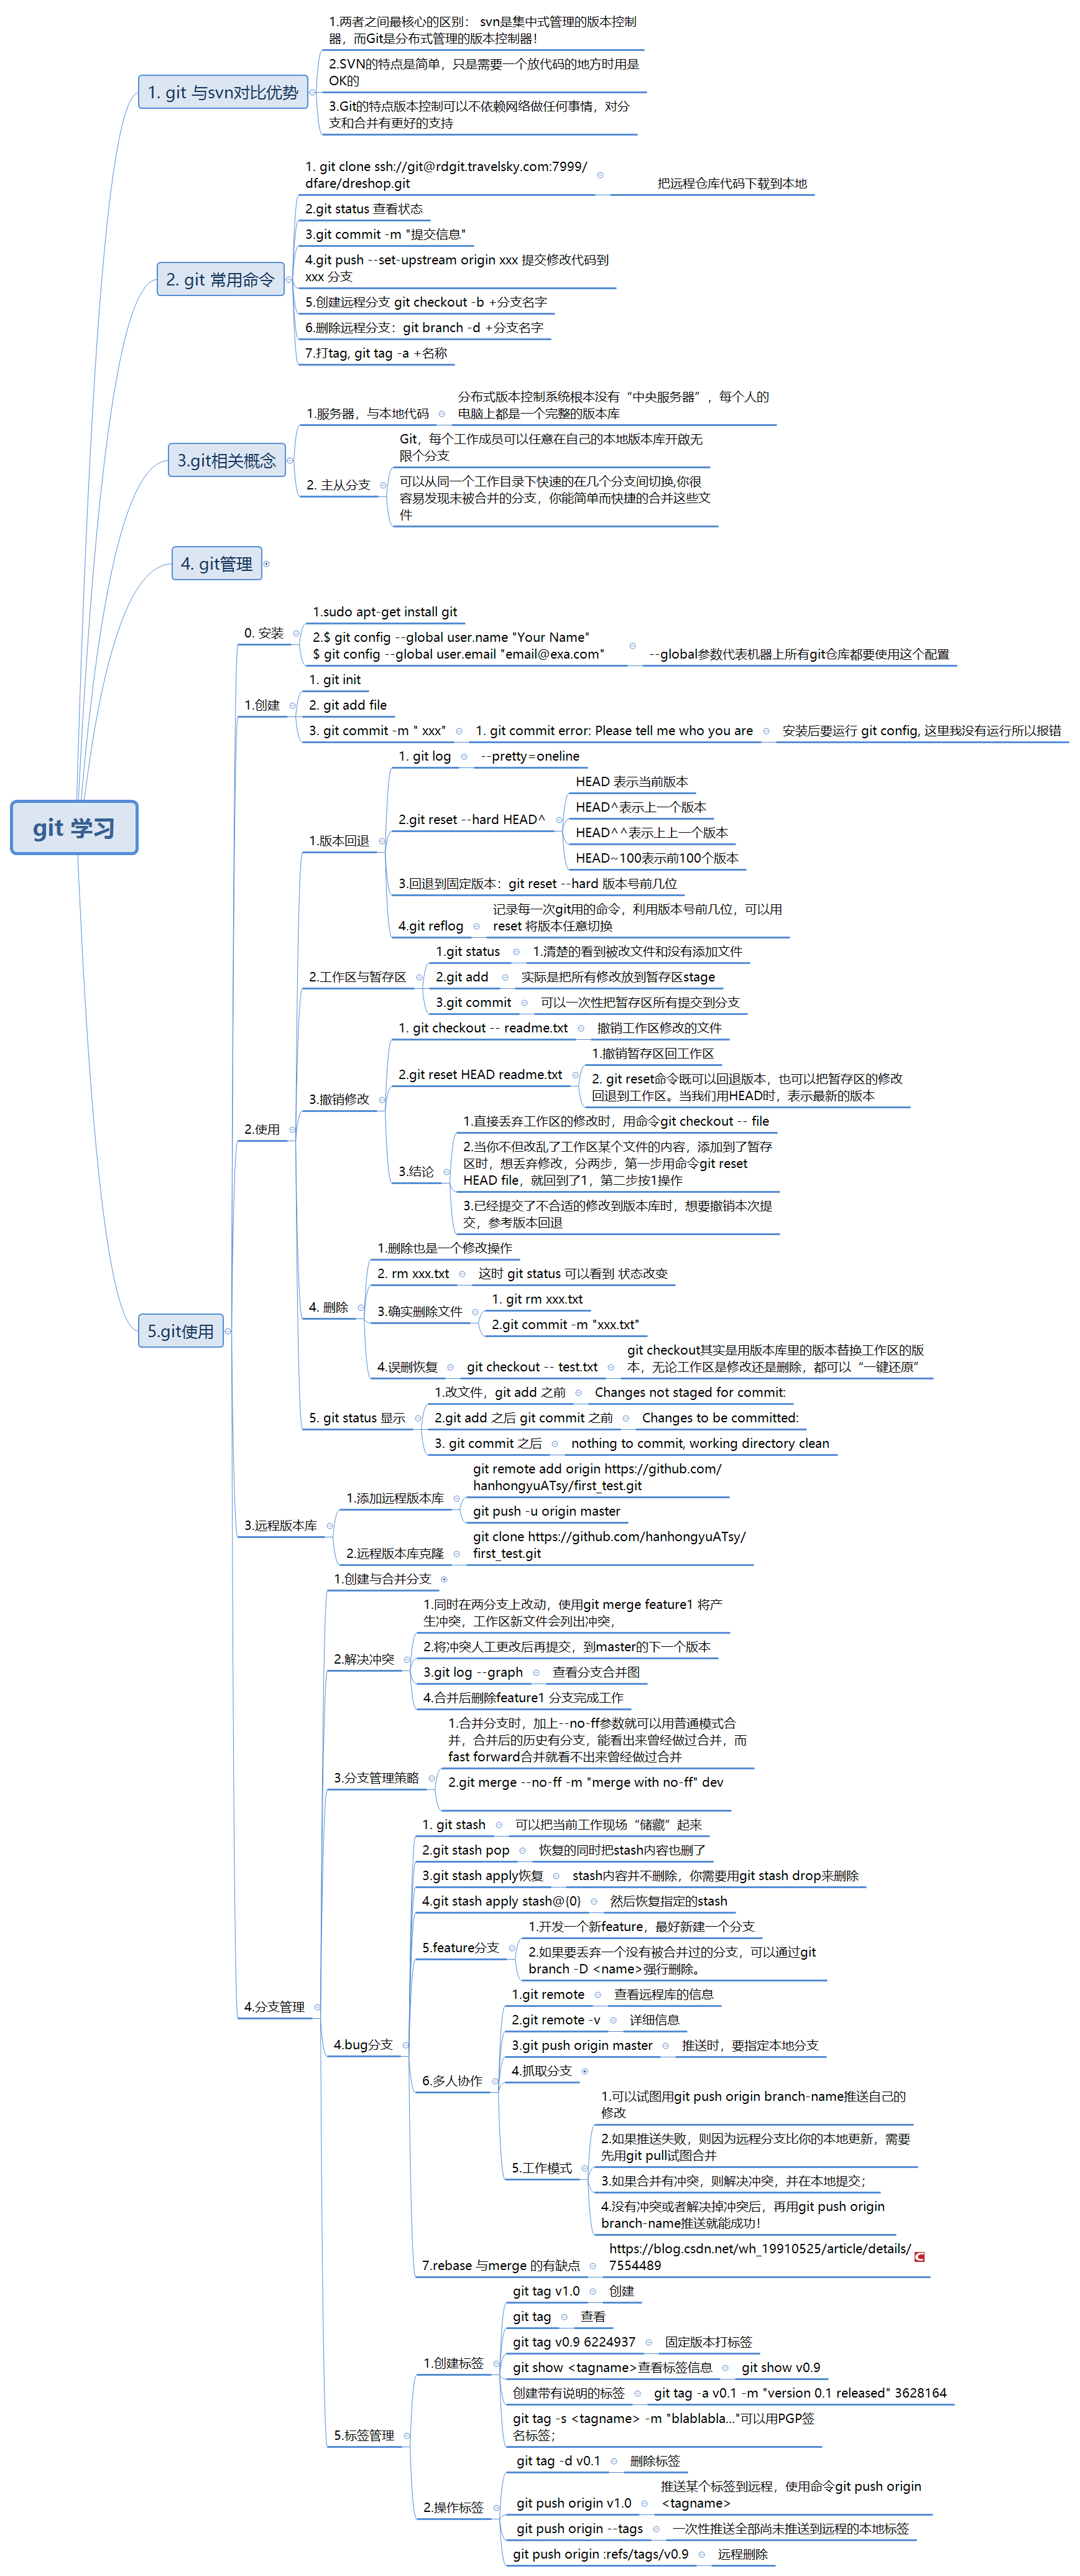 git 学习
1. git 与svn对比优势
1.两者之间最核心的区别： svn是集中式管理的版本控制
器，而Git是分布式管理的版本控制器！
2.SVN的特点是简单，只是需要一个放代码的地方时用是
OK的
3.Git的特点版本控制可以不依赖网络做任何事情，对分
支和合并有更好的支持
2. git 常用命令
1. git clone ssh://git@rdgit.travelsky.com:7999/
dfare/dreshop.git
把远程仓库代码下载到本地
2.git status 查看状态
3.git commit -m "提交信息"
4.git push --set-upstream origin xxx 提交修改代码到
xxx 分支
5.创建远程分支 git checkout -b +分支名字
6.删除远程分支：git branch -d +分支名字
7.打tag, git tag -a +名称
3.git相关概念
1.服务器，与本地代码
分布式版本控制系统根本没有“中央服务器”，每个人的
电脑上都是一个完整的版本库
2. 主从分支
Git，每个工作成员可以任意在自己的本地版本库开啟无
限个分支
可以从同一个工作目录下快速的在几个分支间切换,你很
容易发现未被合并的分支，你能简单而快捷的合并这些文
件
4. git管理
5.git使用
0. 安装
1.sudo apt-get install git
2.$ git config --global user.name "Your Name"
$ git config --global user.email "email@exa.com"
--global参数代表机器上所有git仓库都要使用这个配置
1.创建
1. git init
2. git add file
3. git commit -m " xxx"
1. git commit error: Please tell me who you are
安装后要运行 git config, 这里我没有运行所以报错
2.使用
1.版本回退
1. git log
--pretty=oneline
2.git reset --hard HEAD^
HEAD 表示当前版本
HEAD^表示上一个版本
HEAD^^表示上上一个版本
HEAD~100表示前100个版本
3.回退到固定版本：git reset --hard 版本号前几位
4.git reflog
记录每一次git用的命令，利用版本号前几位，可以用
reset 将版本任意切换
2.工作区与暂存区
1.git status
1.清楚的看到被改文件和没有添加文件
2.git add
实际是把所有修改放到暂存区stage
3.git commit
可以一次性把暂存区所有提交到分支
3.撤销修改
1. git checkout -- readme.txt
撤销工作区修改的文件
2.git reset HEAD readme.txt
1.撤销暂存区回工作区
2. git reset命令既可以回退版本，也可以把暂存区的修改
回退到工作区。当我们用HEAD时，表示最新的版本
3.结论
1.直接丢弃工作区的修改时，用命令git checkout -- file
2.当你不但改乱了工作区某个文件的内容，添加到了暂存
区时，想丢弃修改，分两步，第一步用命令git reset
HEAD file，就回到了1，第二步按1操作
3.已经提交了不合适的修改到版本库时，想要撤销本次提
交，参考版本回退
4. 删除
1.删除也是一个修改操作
2. rm xxx.txt
这时 git status 可以看到 状态改变
3.确实删除文件
1. git rm xxx.txt
2.git commit -m "xxx.txt"
4.误删恢复
git checkout -- test.txt
git checkout其实是用版本库里的版本替换工作区的版
本，无论工作区是修改还是删除，都可以“一键还原”
5. git status 显示
1.改文件，git add 之前
Changes not staged for commit:
2.git add 之后 git commit 之前
Changes to be committed:
3. git commit 之后
nothing to commit, working directory clean
3.远程版本库
1.添加远程版本库
git remote add origin https://github.com/
hanhongyuATsy/first_test.git
git push -u origin master
2.远程版本库克隆
git clone https://github.com/hanhongyuATsy/
first_test.git
4.分支管理
1.创建与合并分支
2.解决冲突
1.同时在两分支上改动，使用git merge feature1 将产
生冲突，工作区新文件会列出冲突，
2.将冲突人工更改后再提交，到master的下一个版本
3.git log --graph
查看分支合并图
4.合并后删除feature1 分支完成工作
3.分支管理策略
1.合并分支时，加上--no-ff参数就可以用普通模式合
并，合并后的历史有分支，能看出来曾经做过合并，而
fast forward合并就看不出来曾经做过合并
2.git merge --no-ff -m "merge with no-ff" dev
4.bug分支
1. git stash
可以把当前工作现场“储藏”起来
2.git stash pop
恢复的同时把stash内容也删了
3.git stash apply恢复
stash内容并不删除，你需要用git stash drop来删除
4.git stash apply stash@{0}
然后恢复指定的stash
5.feature分支
1.开发一个新feature，最好新建一个分支
2.如果要丢弃一个没有被合并过的分支，可以通过git
branch -D <name>强行删除。
6.多人协作
1.git remote
查看远程库的信息
2.git remote -v
详细信息
3.git push origin master
推送时，要指定本地分支
4.抓取分支
5.工作模式
1.可以试图用git push origin branch-name推送自己的
修改
2.如果推送失败，则因为远程分支比你的本地更新，需要
先用git pull试图合并
3.如果合并有冲突，则解决冲突，并在本地提交；
4.没有冲突或者解决掉冲突后，再用git push origin
branch-name推送就能成功！
7.rebase 与merge 的有缺点
https://blog.csdn.net/wh_19910525/article/details/
7554489
5.标签管理
1.创建标签
git tag v1.0
创建
git tag
查看
git tag v0.9 6224937
固定版本打标签
git show <tagname>查看标签信息
git show v0.9
创建带有说明的标签
git tag -a v0.1 -m "version 0.1 released" 3628164
git tag -s <tagname> -m "blablabla..."可以用PGP签
名标签；
2.操作标签
git tag -d v0.1
删除标签
git push origin v1.0
推送某个标签到远程，使用命令git push origin
<tagname>
git push origin --tags
一次性推送全部尚未推送到远程的本地标签
git push origin :refs/tags/v0.9
远程删除